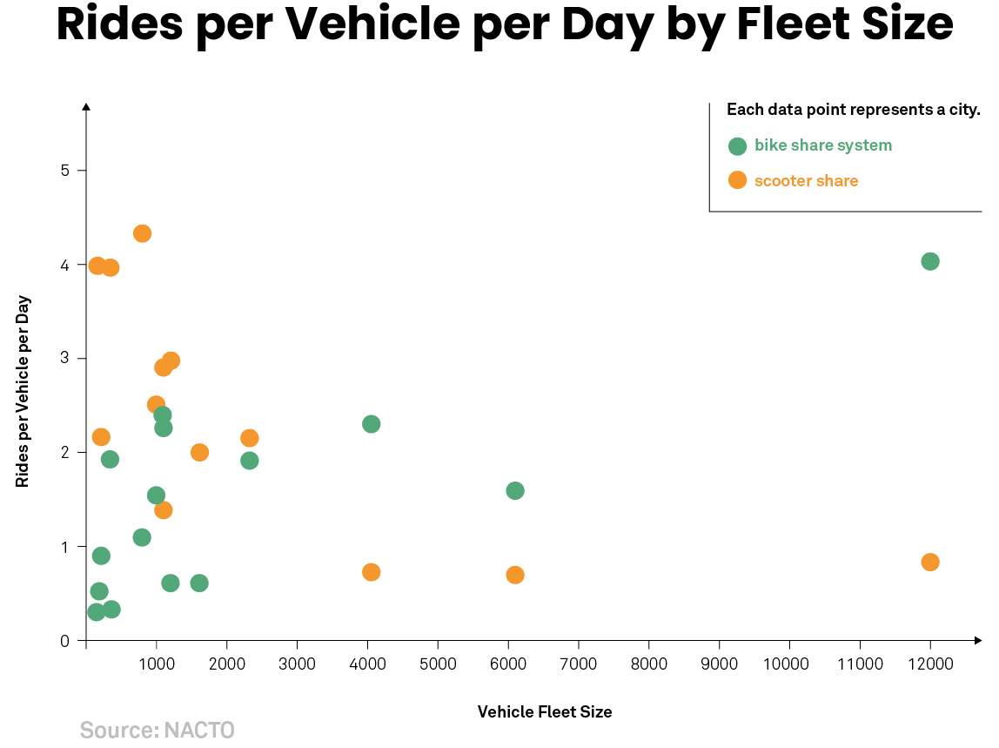 Rides per Vehicle per Day by Fleet Size
Each data point represents a city.
bike share system
scooter share
5
4
3
2
1
0
Rides per Vehicle per Day
1000 2000 3000 4000 5000 6000 7000 8000 9000 10000 11000 12000
Vehicle Fleet Size
Source: NACTO